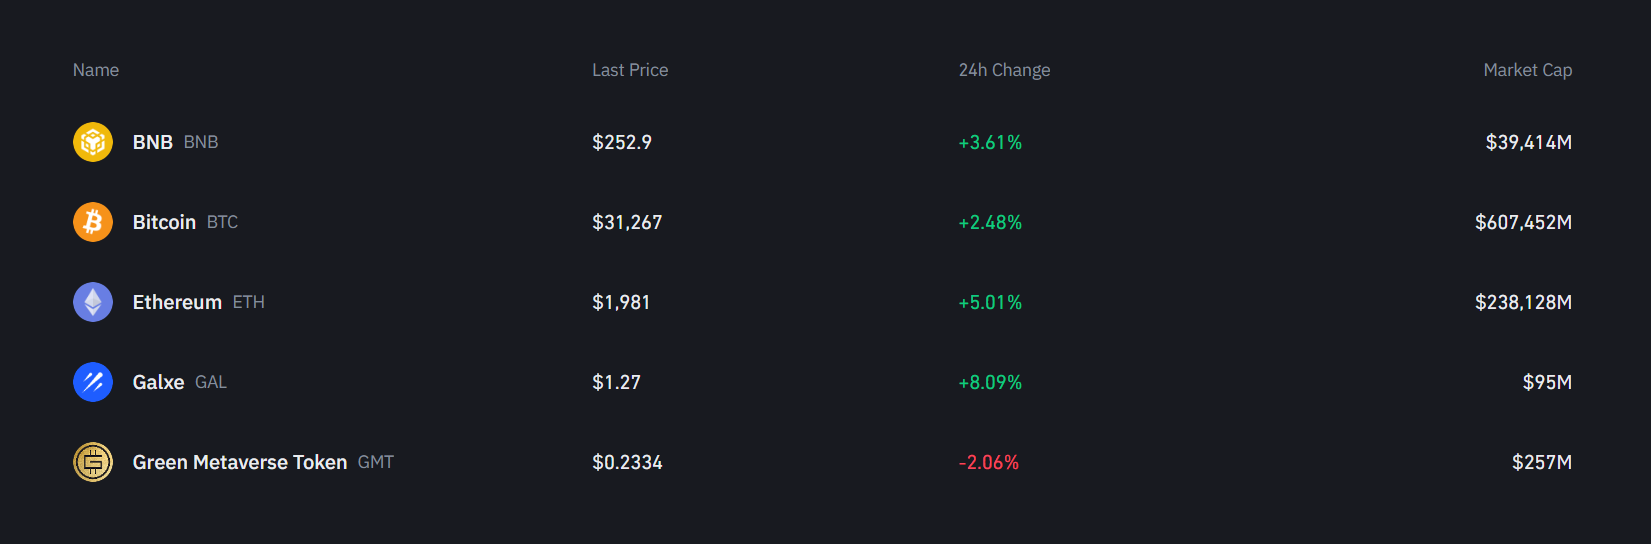 Name Last Price 24h Change Market Cap
BNB BNB $252.9 +3.61% $39,414M
Bitcoin BTC $31,267 +2.48% $607,452M
Ethereum ETH $1,981 +5.01% $238,128M
Galxe GAL $1.27 +8.09% $95M
Green Metaverse Token GMT $0.2334 -2.06% $257M